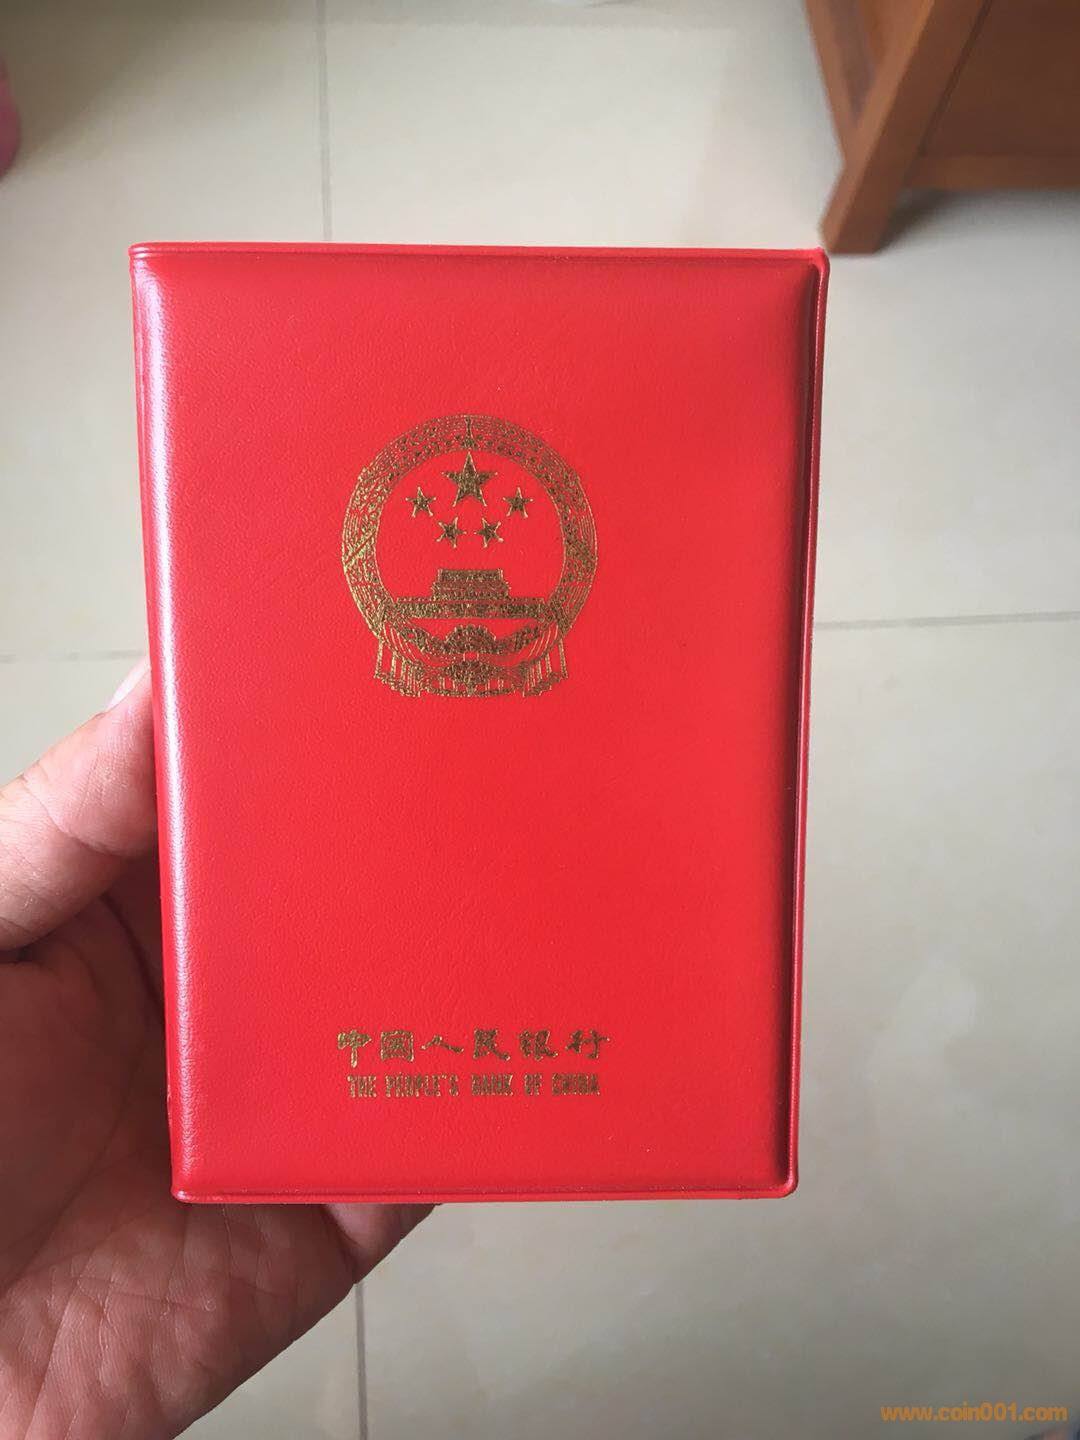 中国人民银行
THE PEOPLE'S BANK OF CHINA
www.coin001.com